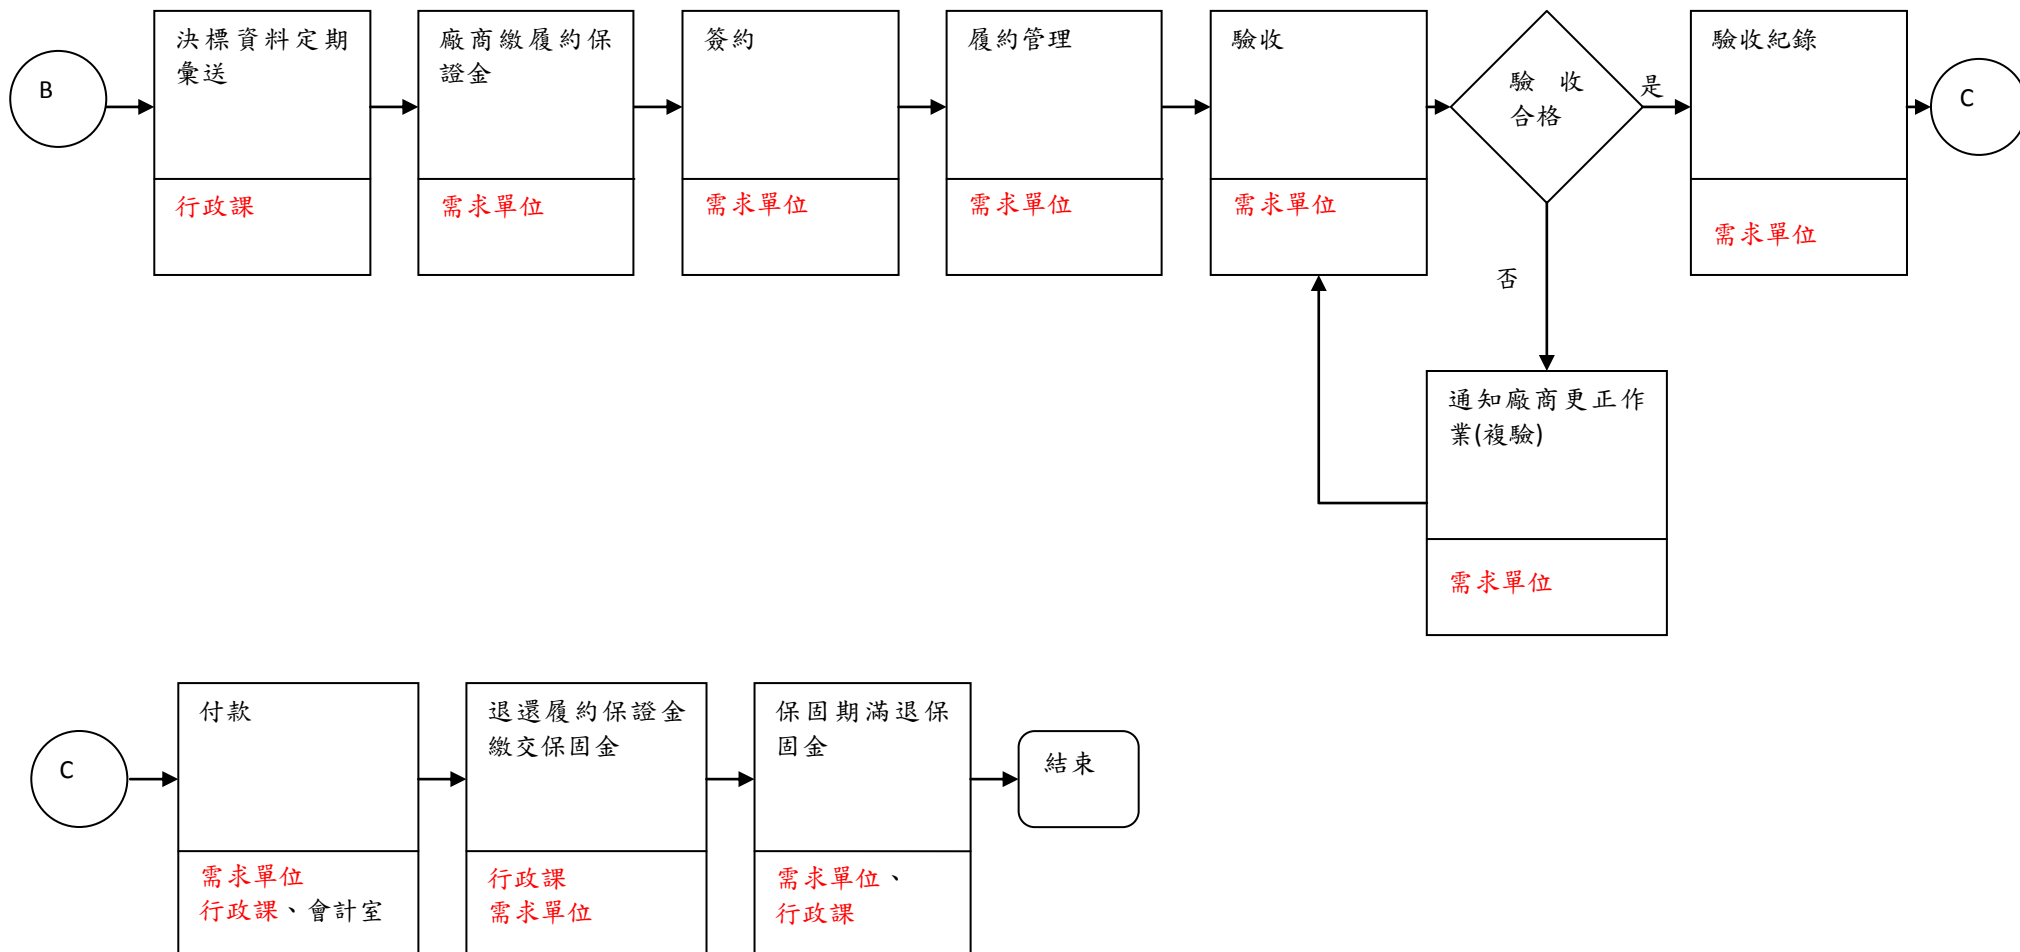 B
決標資料定期
彙送
行政課
廠商繳履約保
證金
需求單位
簽約
需求單位
履約管理
需求單位
驗收
需求單位
驗 收
合格
是
否
驗收紀錄
需求單位
C
通知廠商更正作
業(複驗)
需求單位
C
付款
需求單位
行政課、會計室
退還履約保證金
繳交保固金
行政課
需求單位
保固期滿退保
固金
需求單位、
行政課
結束